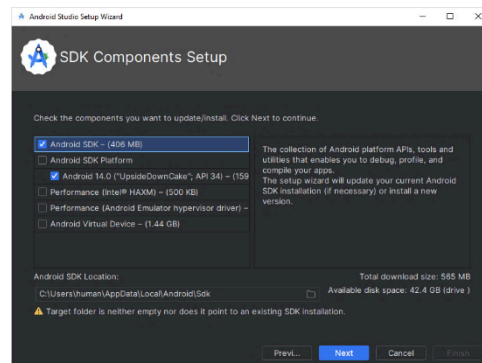 Android Studio Setup Wizard
SDK Components Setup
Check the components you want to update/install. Click Next to continue.
Android SDK – (406 MB)
Android SDK Platform
Android 14.0 ("UpsideDownCake"; API 34) – (159
Performance (Intel® HAXM) – (500 KB)
Performance (Android Emulator hypervisor driver) –
Android Virtual Device – (1.44 GB)
The collection of Android platform APIs, tools and
utilities that enables you to debug, profile, and
compile your apps.
The setup wizard will update your current Android
SDK installation (if necessary) or install a new
version.
Android SDK Location:
C:\Users\human\AppData\Local\Android\Sdk
Total download size: 565 MB
Available disk space: 42.4 GB (drive )
Target folder is neither empty nor does it point to an existing SDK installation.
Previ...
Next
Cancel
Finish